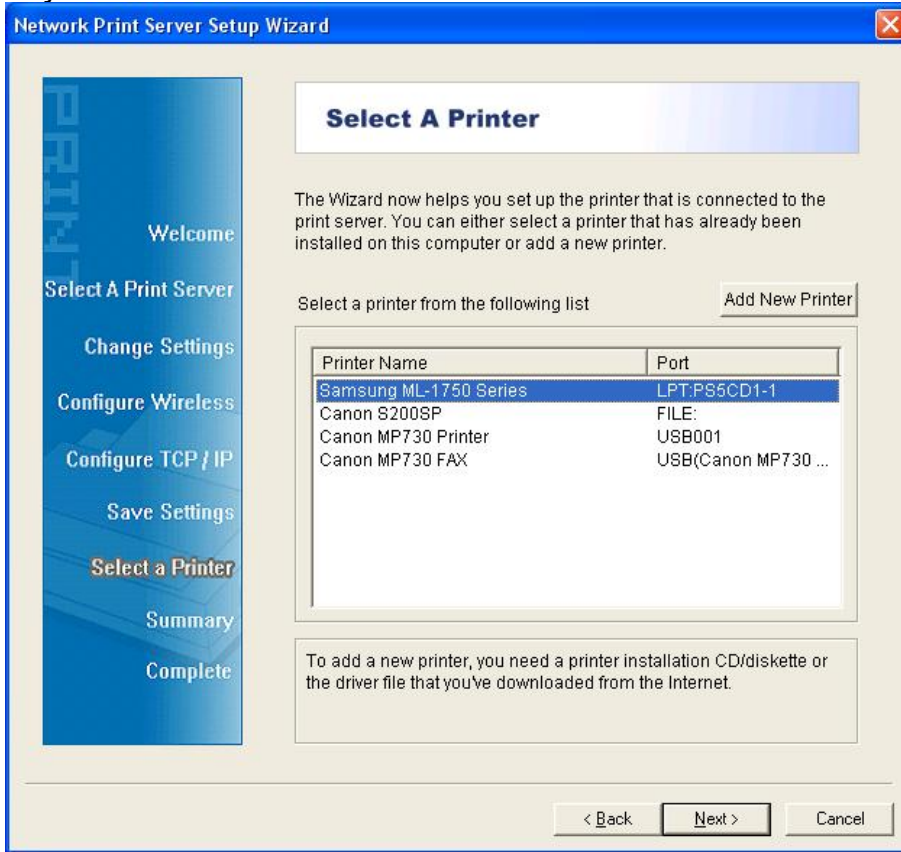 Network Print Server Setup Wizard
PRINT
Welcome
Select A Print Server
Change Settings
Configure Wireless
Configure TCP / IP
Save Settings
Select a Printer
Summary
Complete
Select A Printer
The Wizard now helps you set up the printer that is connected to the
print server. You can either select a printer that has already been
installed on this computer or add a new printer.
Select a printer from the following list
Add New Printer
Printer Name Port
Samsung ML-1750 Series LPT:PS5CD1-1
Canon S200SP FILE:
Canon MP730 Printer USB001
Canon MP730 FAX USB(Canon MP730 ...
To add a new printer, you need a printer installation CD/diskette or
the driver file that you've downloaded from the Internet.
< Back Next > Cancel